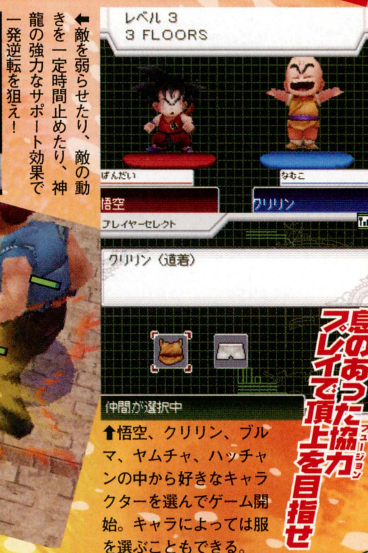 レベル 3
3 FLOORS
ばんだい
なむこ
悟空
クリリン
プレイヤーセレクト
クリリン〈道着〉
仲間が選択中
⬅敵を弱らせたり、敵の動
きを一定時間止めたり、神
龍の強力なサポート効果で
一発逆転を狙え！
息のあった協力
フュージョン
プレイで頂上を目指せ
⬆悟空、クリリン、ブル
マ、ヤムチャ、ハッチャ
ンの中から好きなキャラ
クターを選んでゲーム開
始。キャラによっては服
を選ぶこともできる。